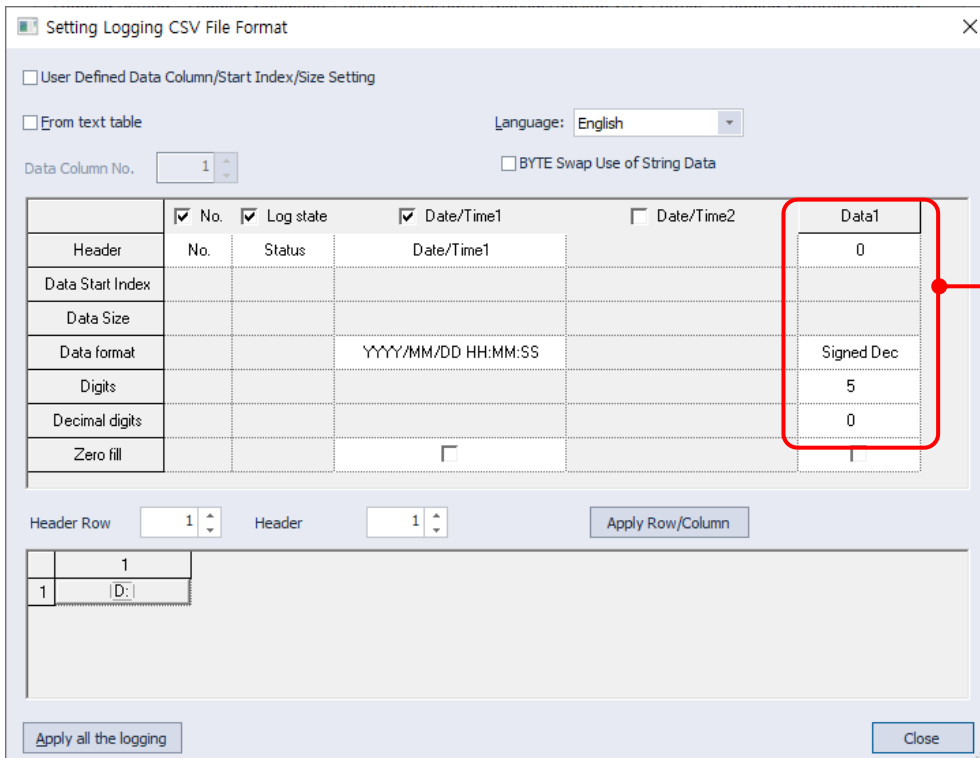 Setting Logging CSV File Format
User Defined Data Column/Start Index/Size Setting
From text table
Language: English
Data Column No. 1
BYTE Swap Use of String Data
No. Log state Date/Time1 Date/Time2 Data1
Header No. Status Date/Time1 0
Data Start Index
Data Size
Data format YYYY/MM/DD HH:MM:SS Signed Dec
Digits 5
Decimal digits 0
Zero fill
Header Row 1 Header 1 Apply Row/Column
1
1 D:
Apply all the logging Close